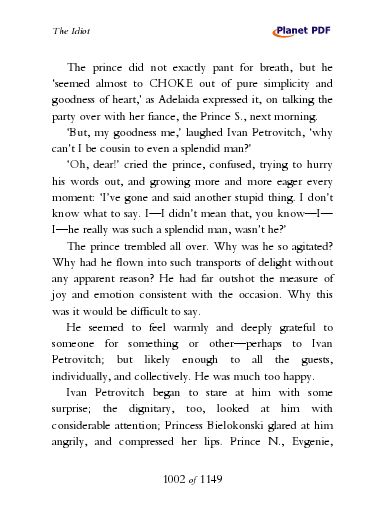 The Idiot
Planet PDF
The prince did not exactly pant for breath, but he
‘seemed almost to CHOKE out of pure simplicity and
goodness of heart,’ as Adelaida expressed it, on talking the
party over with her fiance, the Prince S., next morning.
‘But, my goodness me,’ laughed Ivan Petrovitch, ‘why
can’t I be cousin to even a splendid man?’
‘Oh, dear!’ cried the prince, confused, trying to hurry
his words out, and growing more and more eager every
moment: ‘I’ve gone and said another stupid thing. I don’t
know what to say. I—I didn’t mean that, you know—I—
I—he really was such a splendid man, wasn’t he?’
The prince trembled all over. Why was he so agitated?
Why had he flown into such transports of delight without
any apparent reason? He had far outshot the measure of
joy and emotion consistent with the occasion. Why this
was it would be difficult to say.
He seemed to feel warmly and deeply grateful to
someone for something or other—perhaps to Ivan
Petrovitch; but likely enough to all the guests,
individually, and collectively. He was much too happy.
Ivan Petrovitch began to stare at him with some
surprise; the dignitary, too, looked at him with
considerable attention; Princess Bielokonski glared at him
angrily, and compressed her lips. Prince N., Evgenie,
1002 of 1149